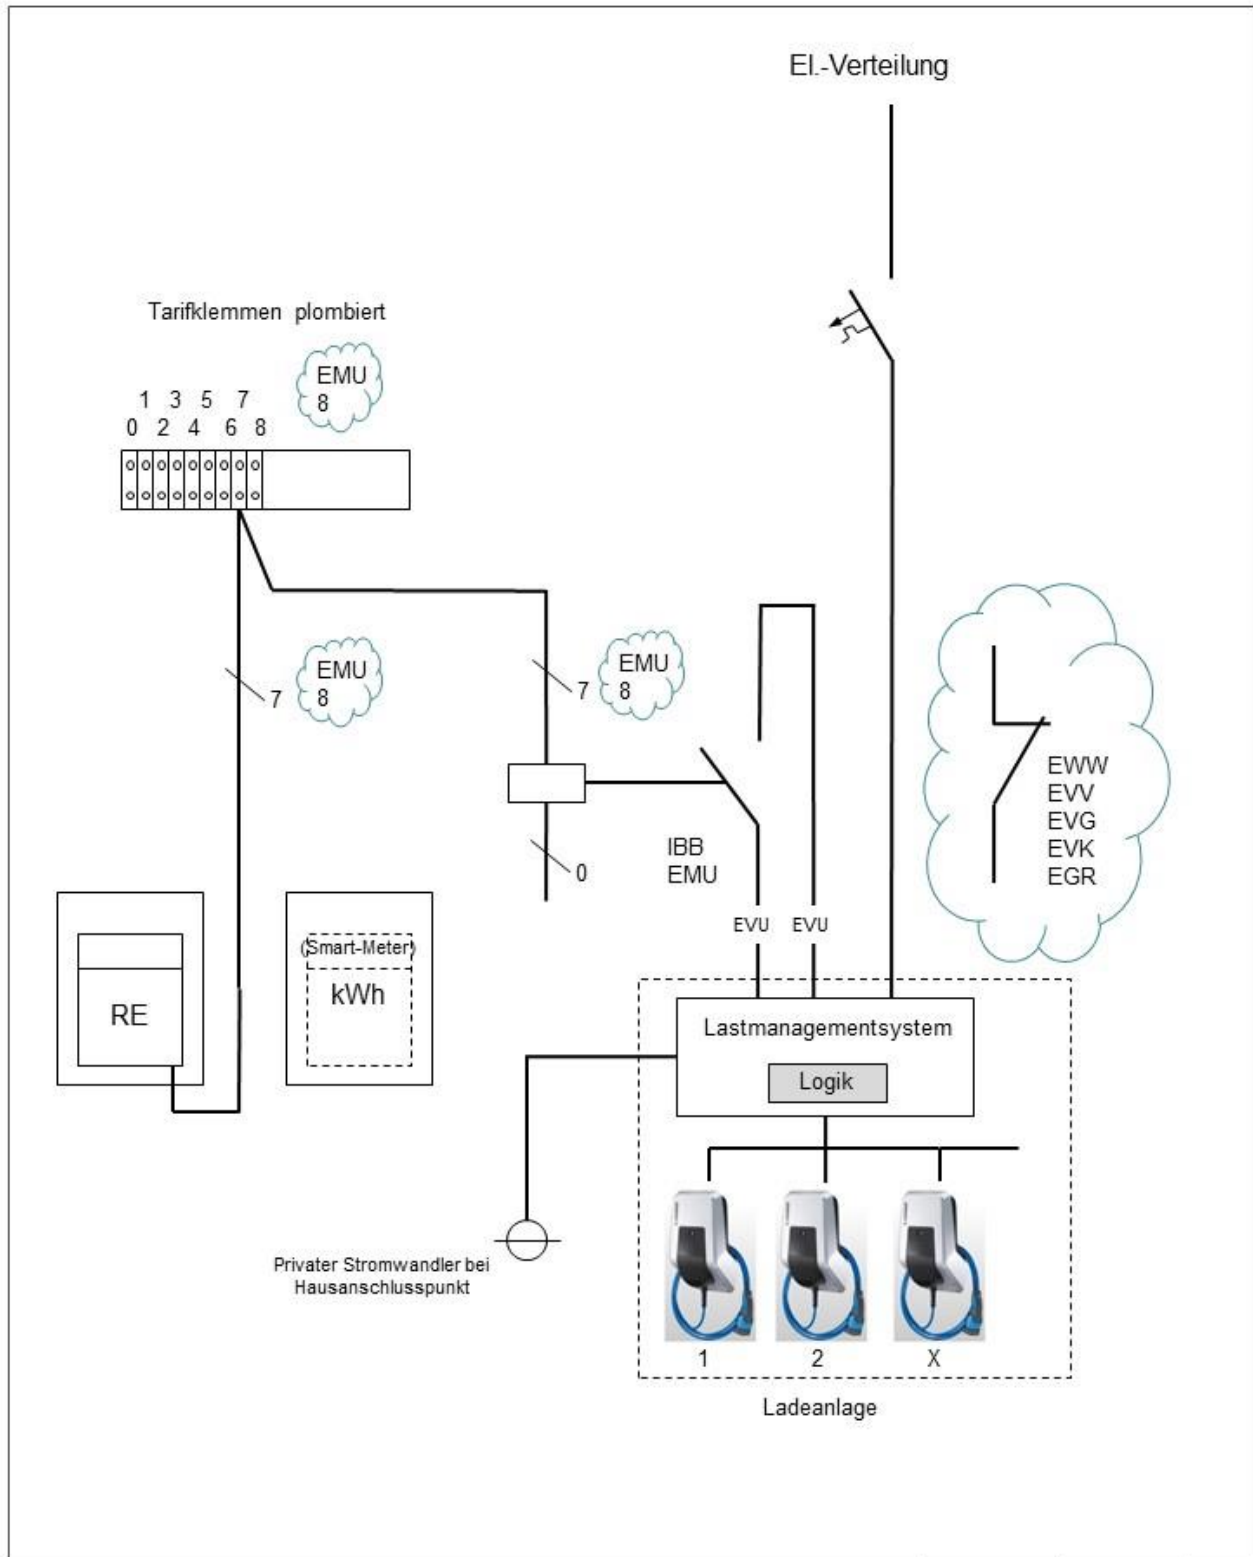 El.-Verteilung
Tarifklemmen plombiert
EMU
8
1 3 5 7
0 2 4 6 8
EMU
8
7
EMU
8
7
EWW
EVV
EVG
EVK
EGR
IBB
EMU
0
EVU EVU
(Smart-Meter)
kWh
RE
Lastmanagementsystem
Logik
Privater Stromwandler bei
Hausanschlusspunkt
1 2 X
Ladeanlage